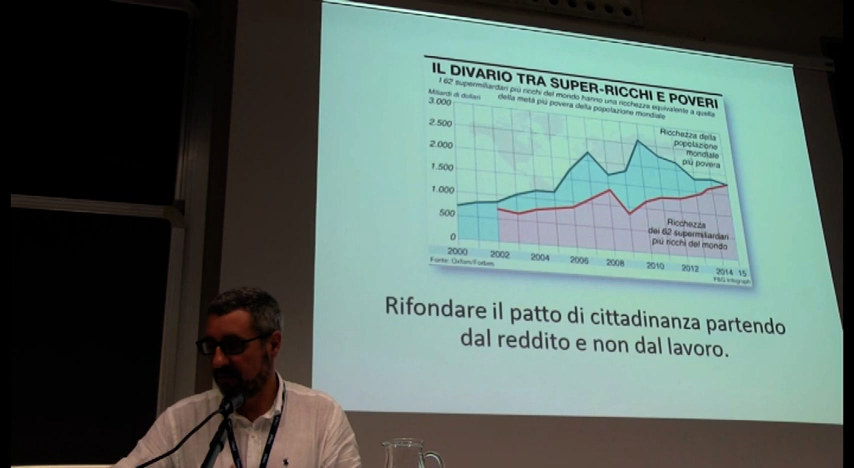 IL DIVARIO TRA SUPER-RICCHI E POVERI
I 62 supermiliardari più ricchi del mondo hanno una ricchezza equivalente a quella
della metà più povera della popolazione mondiale
Miliardi di dollari
3.000
2.500
2.000
1.500
1.000
500
0
Ricchezza della
popolazione
mondiale
più povera
Ricchezza
dei 62 supermiliardari
più ricchi del mondo
2000 2002 2004 2006 2008 2010 2012 2014 15
Fonte: Oxfam/Forbes
P&G Infograph
Rifondare il patto di cittadinanza partendo
dal reddito e non dal lavoro.